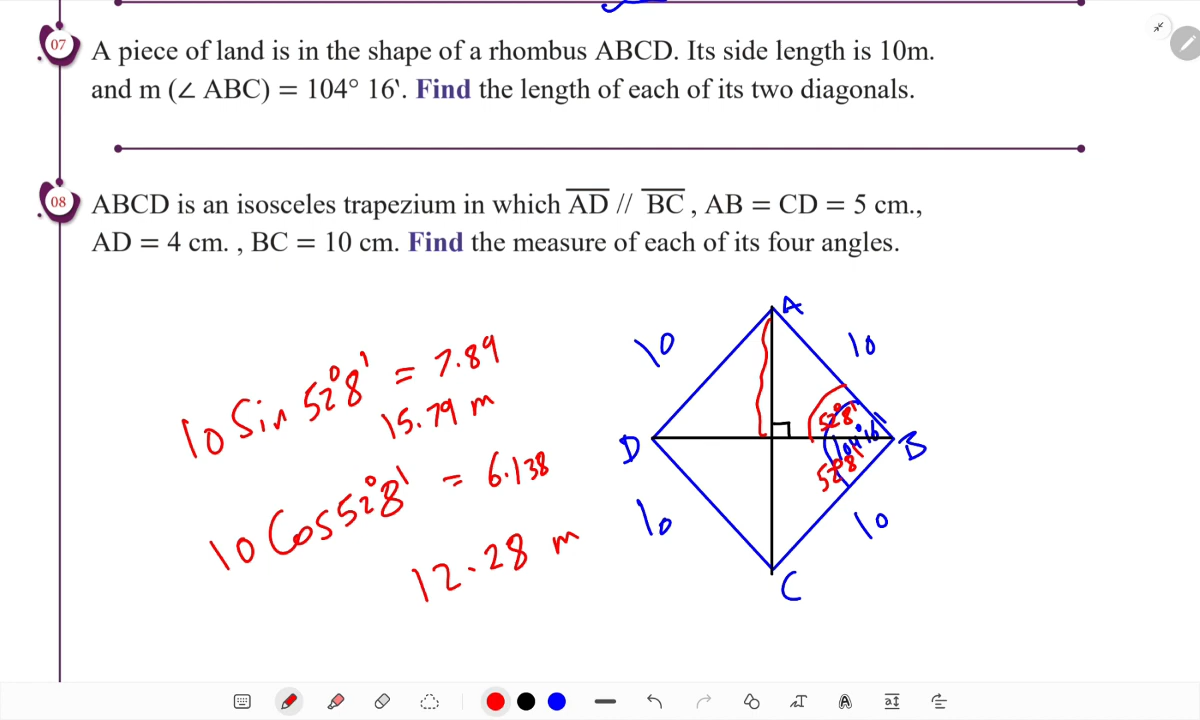 07 A piece of land is in the shape of a rhombus ABCD. Its side length is 10m.
and m (∠ ABC) = 104° 16‵. Find the length of each of its two diagonals.
08 ABCD is an isosceles trapezium in which A̅D̅ // B̅C̅ , AB = CD = 5 cm.,
AD = 4 cm. , BC = 10 cm. Find the measure of each of its four angles.
A
10
10
10 Sin 52°8' = 7.89
15.79 m
52°8'
104°16'
D
B
52°8'
10 Cos 52°8' = 6.138
10
10
12.28 m
C